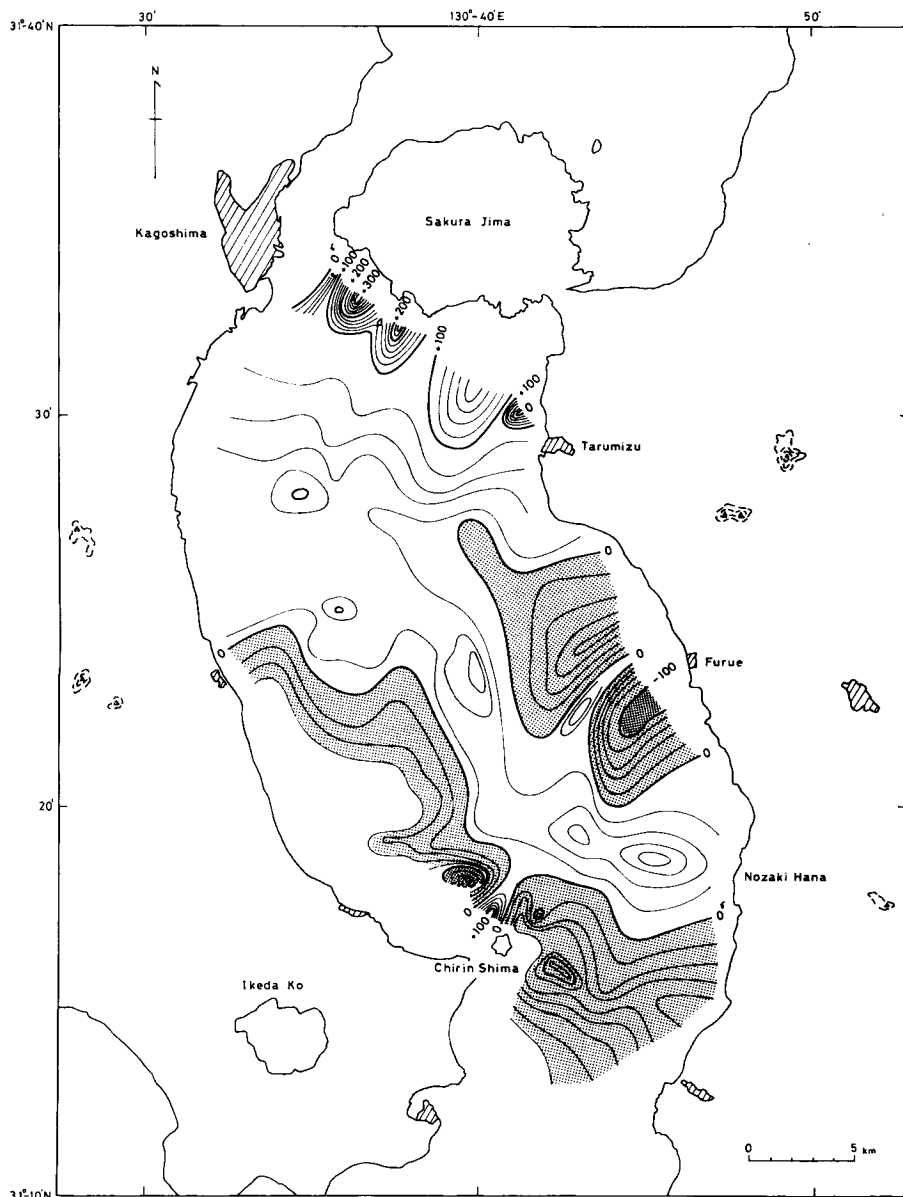 30'
130°-40'E
50'
31°-40'N
N
Kagoshima
Sakura Jima
0
+100
+200
+300
+200
0
+100
+100
0
30'
Tarumizu
0
0
0
Furue
-100
0
20'
Nozaki Hana
0
0
+100
0
Chirin Shima
Ikeda Ko
0 5 km
31°-10'N